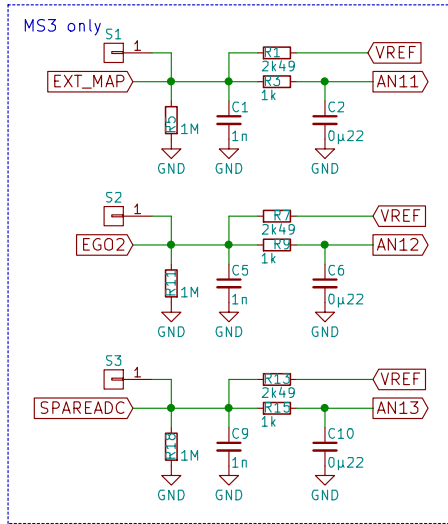 MS3 only
S1
1
R1
VREF
2k49
EXT_MAP
R3
AN11
1k
R5
1M
C1
1n
C2
0µ22
GND
GND
GND
S2
1
R7
VREF
2k49
EGO2
R9
AN12
1k
R11
1M
C5
1n
C6
0µ22
GND
GND
GND
S3
1
R13
VREF
2k49
SPAREADC
R15
AN13
1k
R18
1M
C9
1n
C10
0µ22
GND
GND
GND